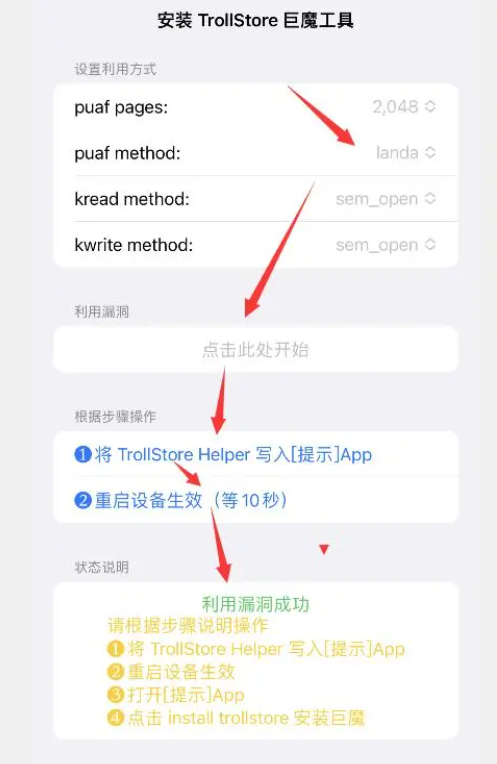 安装 TrollStore 巨魔工具
设置利用方式
puaf pages: 2,048
puaf method: landa
kread method: sem_open
kwrite method: sem_open
利用漏洞
点击此处开始
根据步骤操作
❶将 TrollStore Helper 写入[提示]App
❷重启设备生效（等10秒）
状态说明
利用漏洞成功
请根据步骤说明操作
❶将 TrollStore Helper 写入[提示]App
❷重启设备生效
❸打开[提示]App
❹点击 install trollstore 安装巨魔